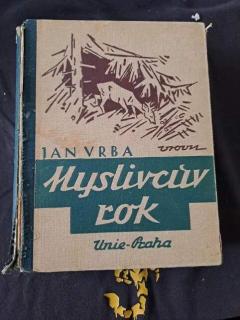 JAN VRBA
Myslivcův
rok
Unie-Praha